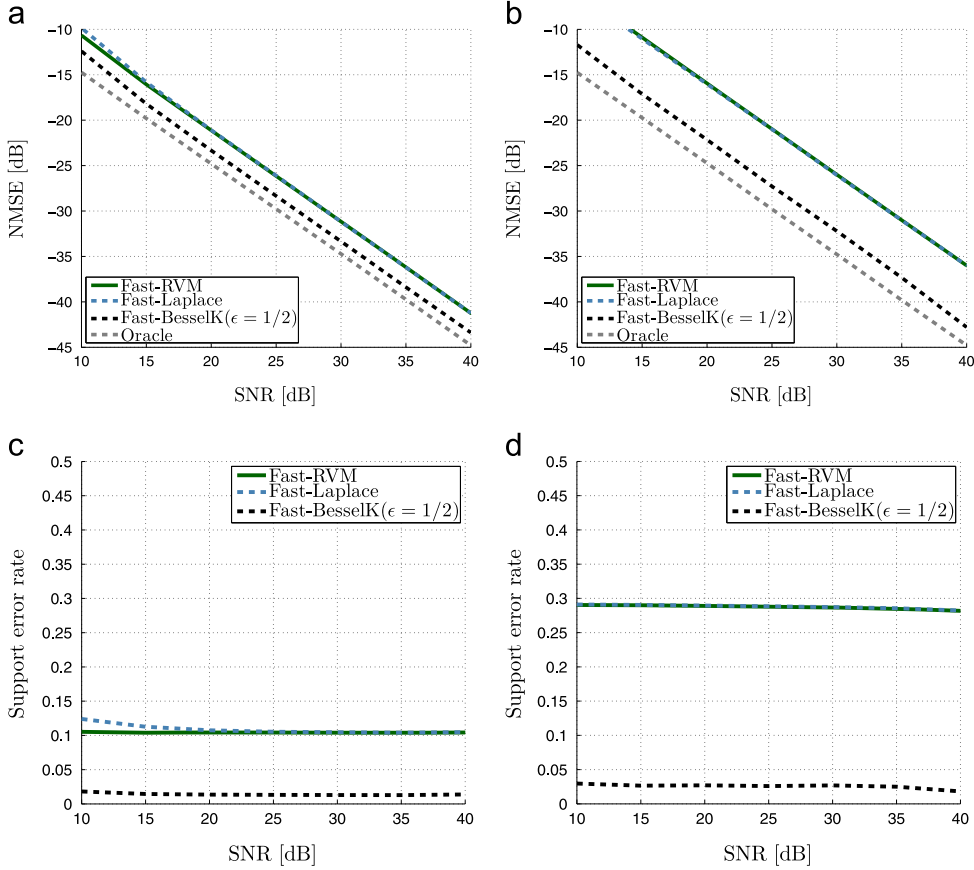 a
−10
−15
−20
−25
−30
−35
−40
−45
10 15 20 25 30 35 40
NMSE [dB]
SNR [dB]
Fast-RVM
Fast-Laplace
Fast-BesselK(ϵ = 1/2)
Oracle
b
−10
−15
−20
−25
−30
−35
−40
−45
10 15 20 25 30 35 40
NMSE [dB]
SNR [dB]
Fast-RVM
Fast-Laplace
Fast-BesselK(ϵ = 1/2)
Oracle
c
0.5
0.45
0.4
0.35
0.3
0.25
0.2
0.15
0.1
0.05
0
10 15 20 25 30 35 40
Support error rate
SNR [dB]
Fast-RVM
Fast-Laplace
Fast-BesselK(ϵ = 1/2)
d
0.5
0.45
0.4
0.35
0.3
0.25
0.2
0.15
0.1
0.05
0
10 15 20 25 30 35 40
Support error rate
SNR [dB]
Fast-RVM
Fast-Laplace
Fast-BesselK(ϵ = 1/2)